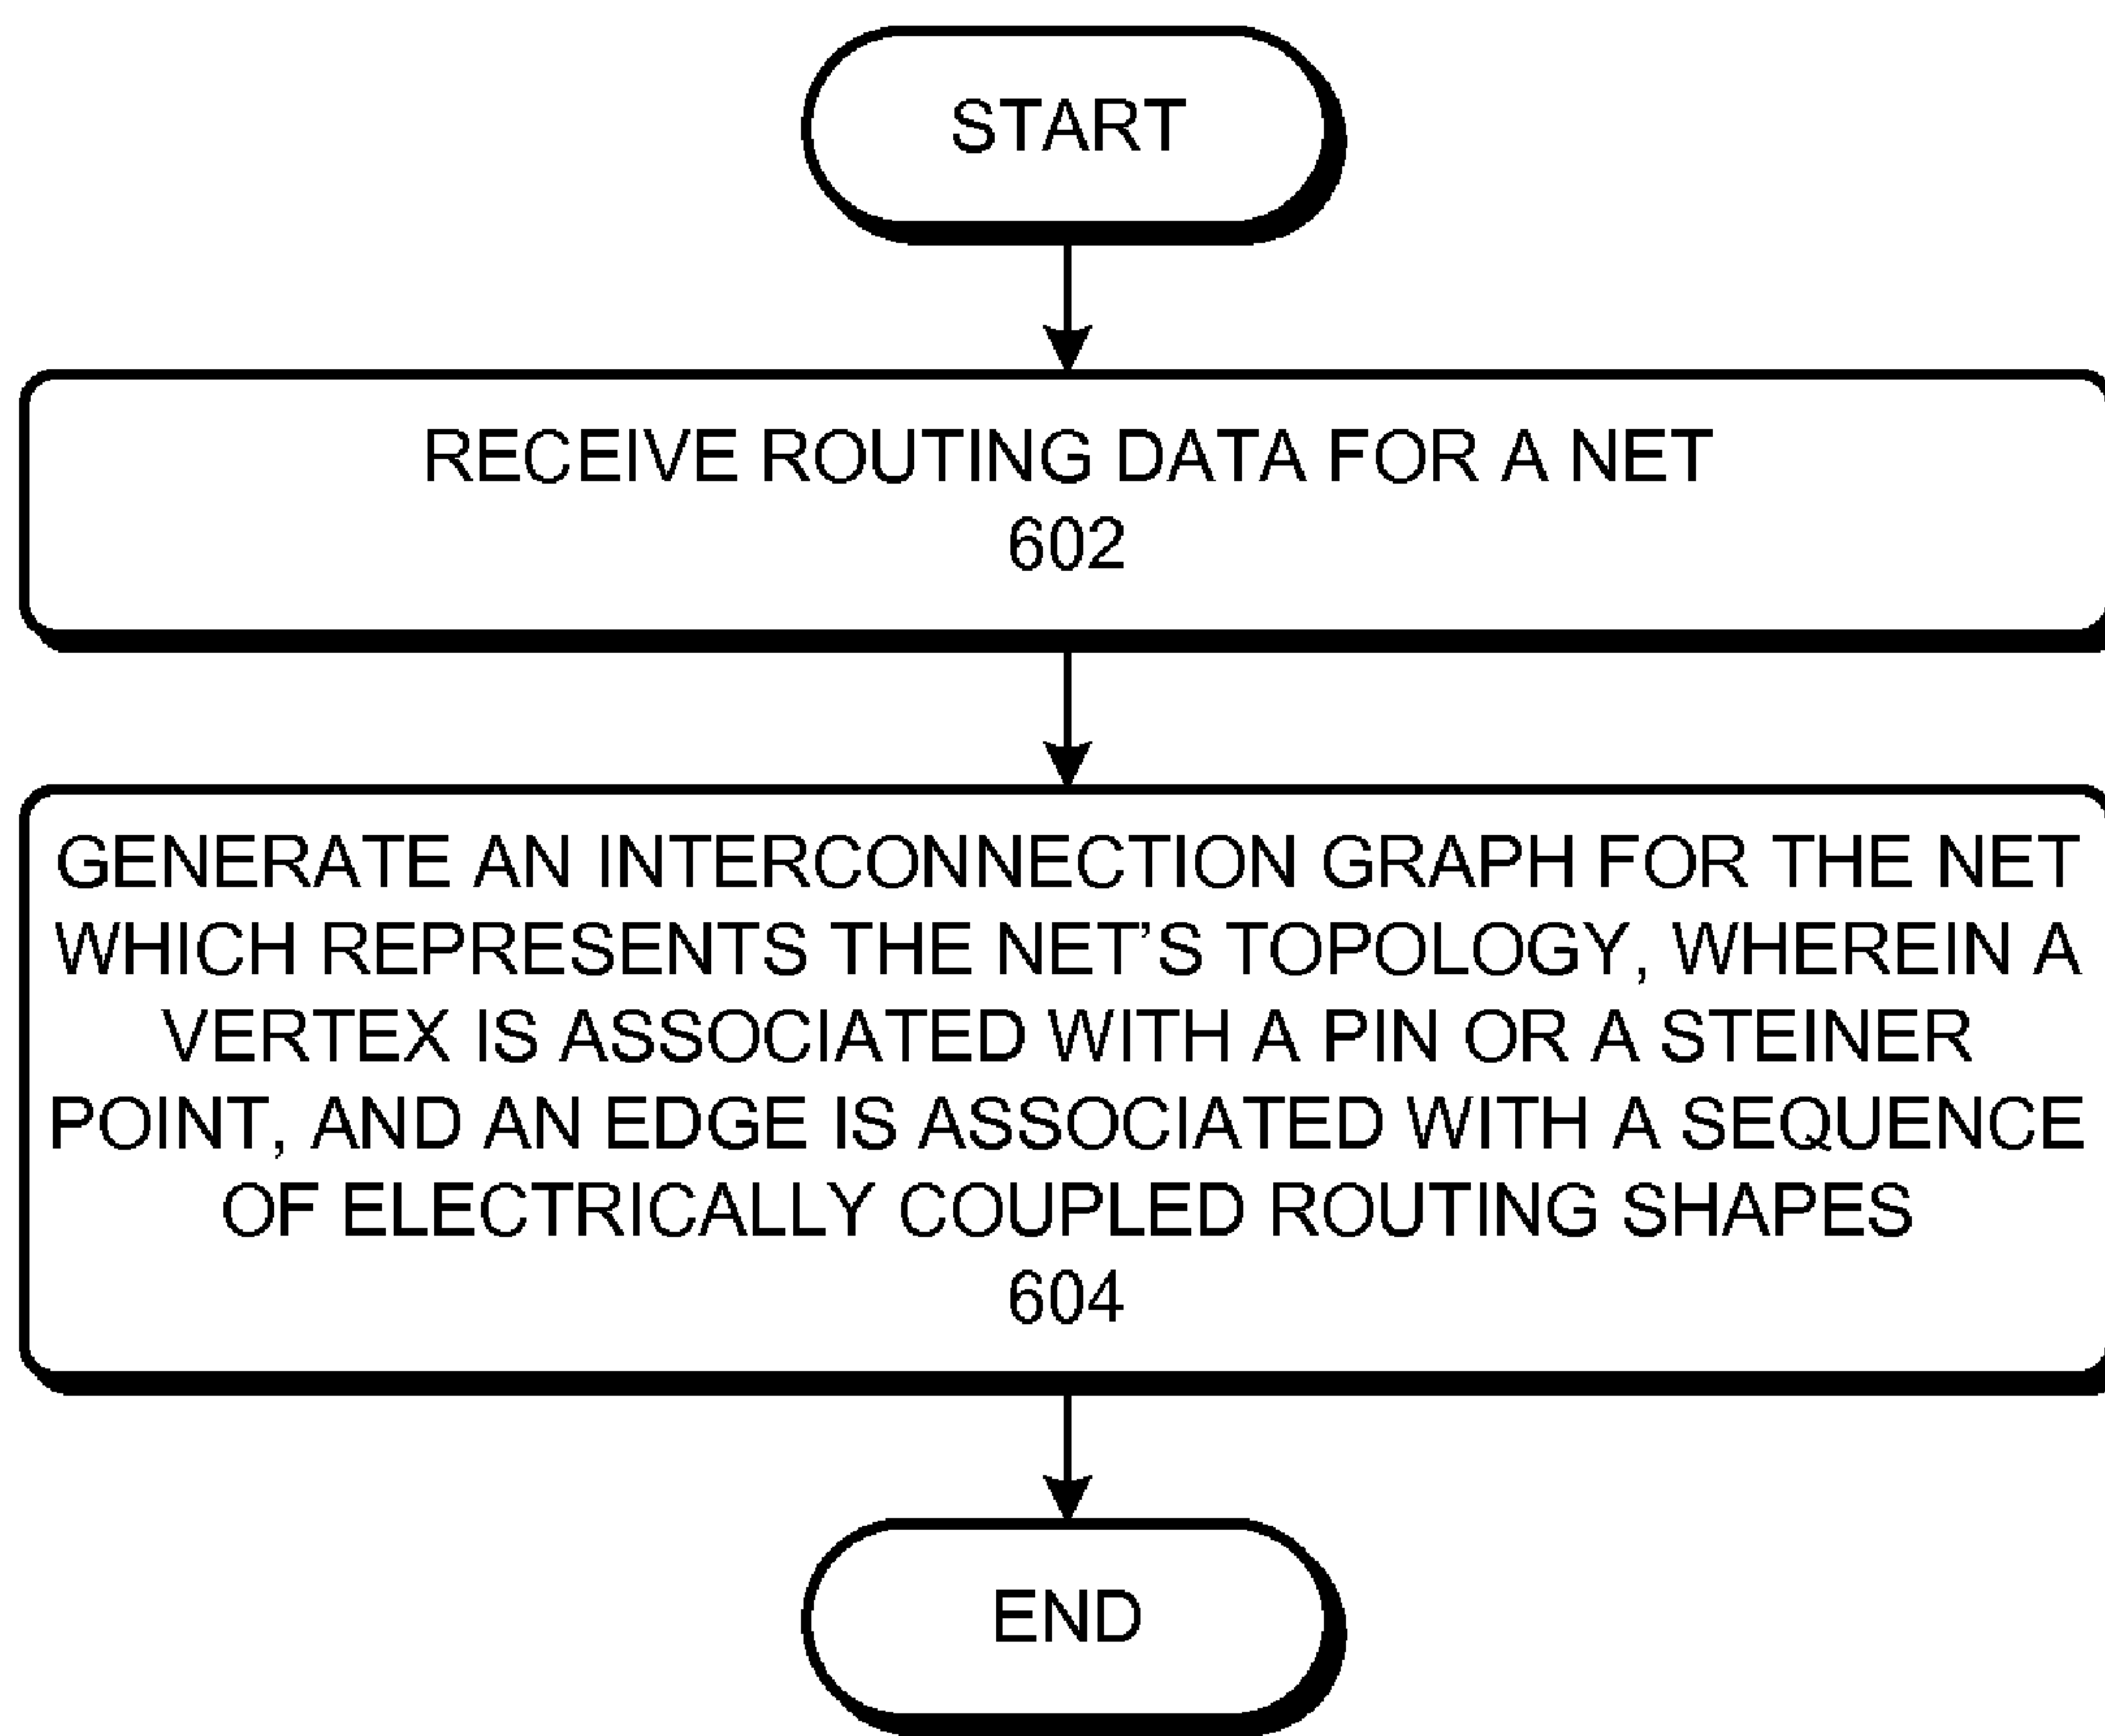 START
RECEIVE ROUTING DATA FOR A NET
602
GENERATE AN INTERCONNECTION GRAPH FOR THE NET
WHICH REPRESENTS THE NET’S TOPOLOGY, WHEREIN A
VERTEX IS ASSOCIATED WITH A PIN OR A STEINER
POINT, AND AN EDGE IS ASSOCIATED WITH A SEQUENCE
OF ELECTRICALLY COUPLED ROUTING SHAPES
604
END